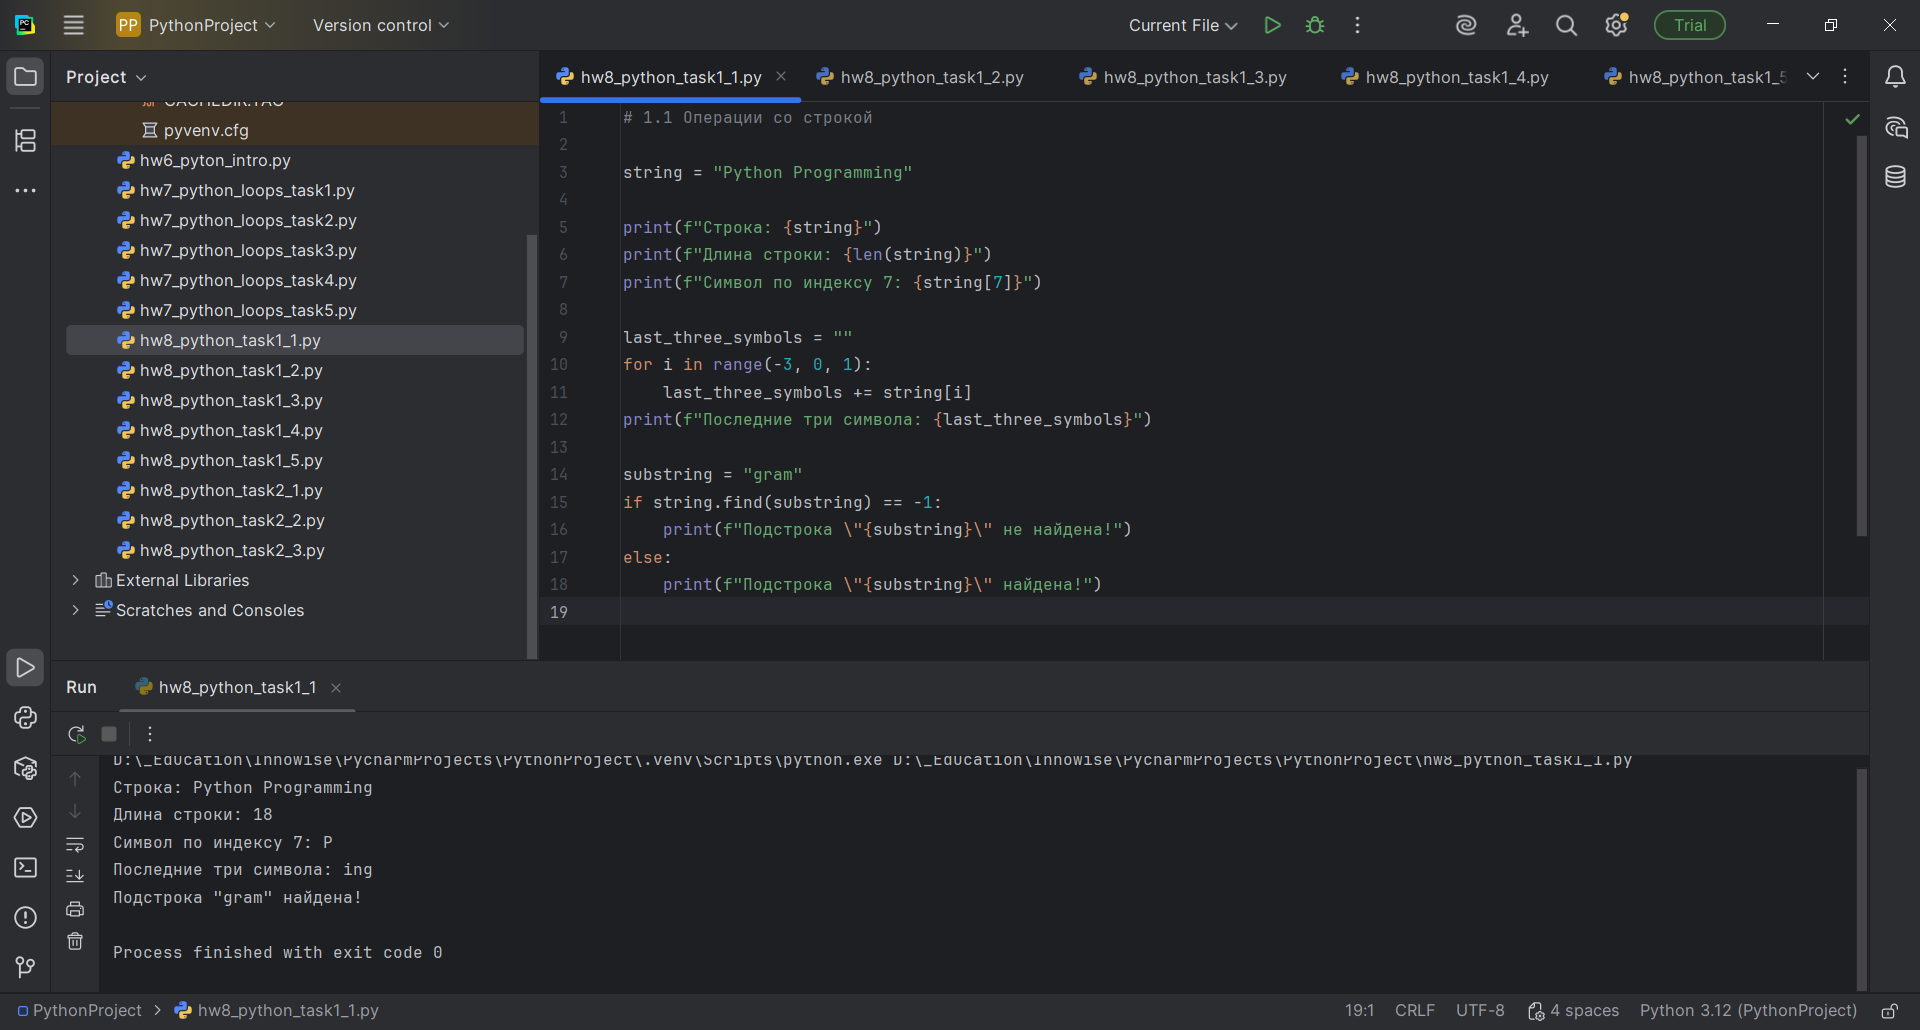 PP PythonProject Version control Current File Trial
Project
hw8_python_task1_1.py hw8_python_task1_2.py hw8_python_task1_3.py hw8_python_task1_4.py hw8_python_task1_5
CACHEDIR.TAG
pyvenv.cfg
hw6_pyton_intro.py
hw7_python_loops_task1.py
hw7_python_loops_task2.py
hw7_python_loops_task3.py
hw7_python_loops_task4.py
hw7_python_loops_task5.py
hw8_python_task1_1.py
hw8_python_task1_2.py
hw8_python_task1_3.py
hw8_python_task1_4.py
hw8_python_task1_5.py
hw8_python_task2_1.py
hw8_python_task2_2.py
hw8_python_task2_3.py
External Libraries
Scratches and Consoles
1 # 1.1 Операции со строкой
2
3 string = "Python Programming"
4
5 print(f"Строка: {string}")
6 print(f"Длина строки: {len(string)}")
7 print(f"Символ по индексу 7: {string[7]}")
8
9 last_three_symbols = ""
10 for i in range(-3, 0, 1):
11     last_three_symbols += string[i]
12 print(f"Последние три символа: {last_three_symbols}")
13
14 substring = "gram"
15 if string.find(substring) == -1:
16     print(f"Подстрока \"{substring}\" не найдена!")
17 else:
18     print(f"Подстрока \"{substring}\" найдена!")
19
Run hw8_python_task1_1
D:\_Education\Innowise\PycharmProjects\PythonProject\.venv\Scripts\python.exe D:\_Education\Innowise\PycharmProjects\PythonProject\hw8_python_task1_1.py
Строка: Python Programming
Длина строки: 18
Символ по индексу 7: P
Последние три символа: ing
Подстрока "gram" найдена!
Process finished with exit code 0
PythonProject > hw8_python_task1_1.py 19:1 CRLF UTF-8 4 spaces Python 3.12 (PythonProject)